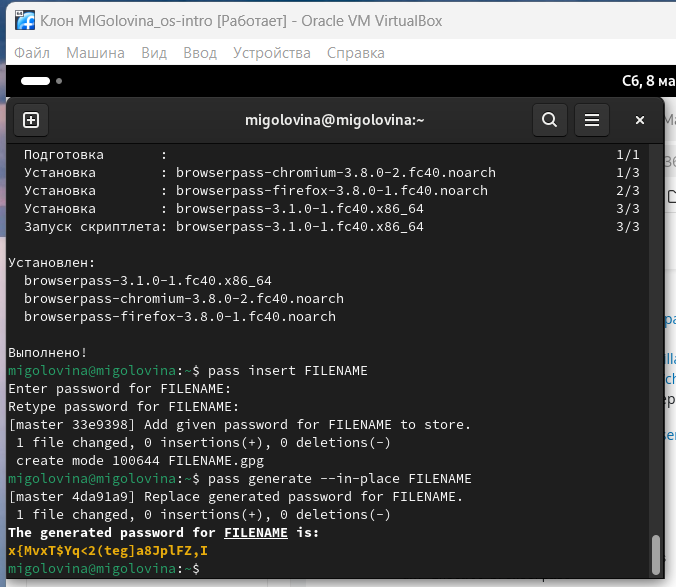 Клон MIGolovina_os-intro [Работает] - Oracle VM VirtualBox
Файл Машина Вид Ввод Устройства Справка
Сб, 8 ма
migolovina@migolovina:~
Подготовка : 1/1
Установка : browserpass-chromium-3.8.0-2.fc40.noarch 1/3
Установка : browserpass-firefox-3.8.0-1.fc40.noarch 2/3
Установка : browserpass-3.1.0-1.fc40.x86_64 3/3
Запуск скриптлета: browserpass-3.1.0-1.fc40.x86_64 3/3
Установлен:
browserpass-3.1.0-1.fc40.x86_64
browserpass-chromium-3.8.0-2.fc40.noarch
browserpass-firefox-3.8.0-1.fc40.noarch
Выполнено!
migolovina@migolovina:~$ pass insert FILENAME
Enter password for FILENAME:
Retype password for FILENAME:
[master 33e9398] Add given password for FILENAME to store.
1 file changed, 0 insertions(+), 0 deletions(-)
create mode 100644 FILENAME.gpg
migolovina@migolovina:~$ pass generate --in-place FILENAME
[master 4da91a9] Replace generated password for FILENAME.
1 file changed, 0 insertions(+), 0 deletions(-)
The generated password for FILENAME is:
x{MvxT$Yq<2(teg]a8JplFZ,I
migolovina@migolovina:~$